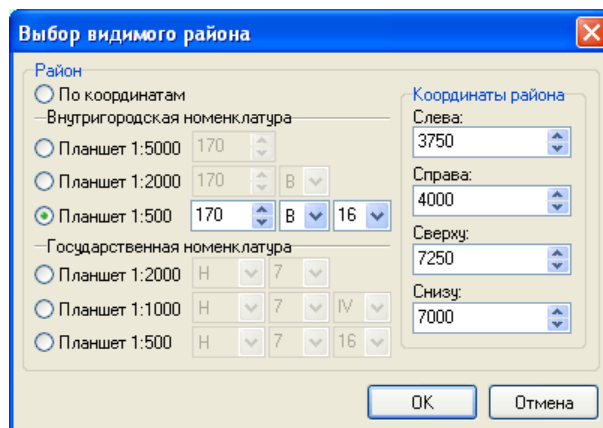 Выбор видимого района
Район
По координатам
Внутригородская номенклатура
Планшет 1:5000 170
Планшет 1:2000 170 В
Планшет 1:500 170 В 16
Государственная номенклатура
Планшет 1:2000 Н 7
Планшет 1:1000 Н 7 IV
Планшет 1:500 Н 7 16
Координаты района
Слева:
3750
Справа:
4000
Сверху:
7250
Снизу:
7000
OK Отмена